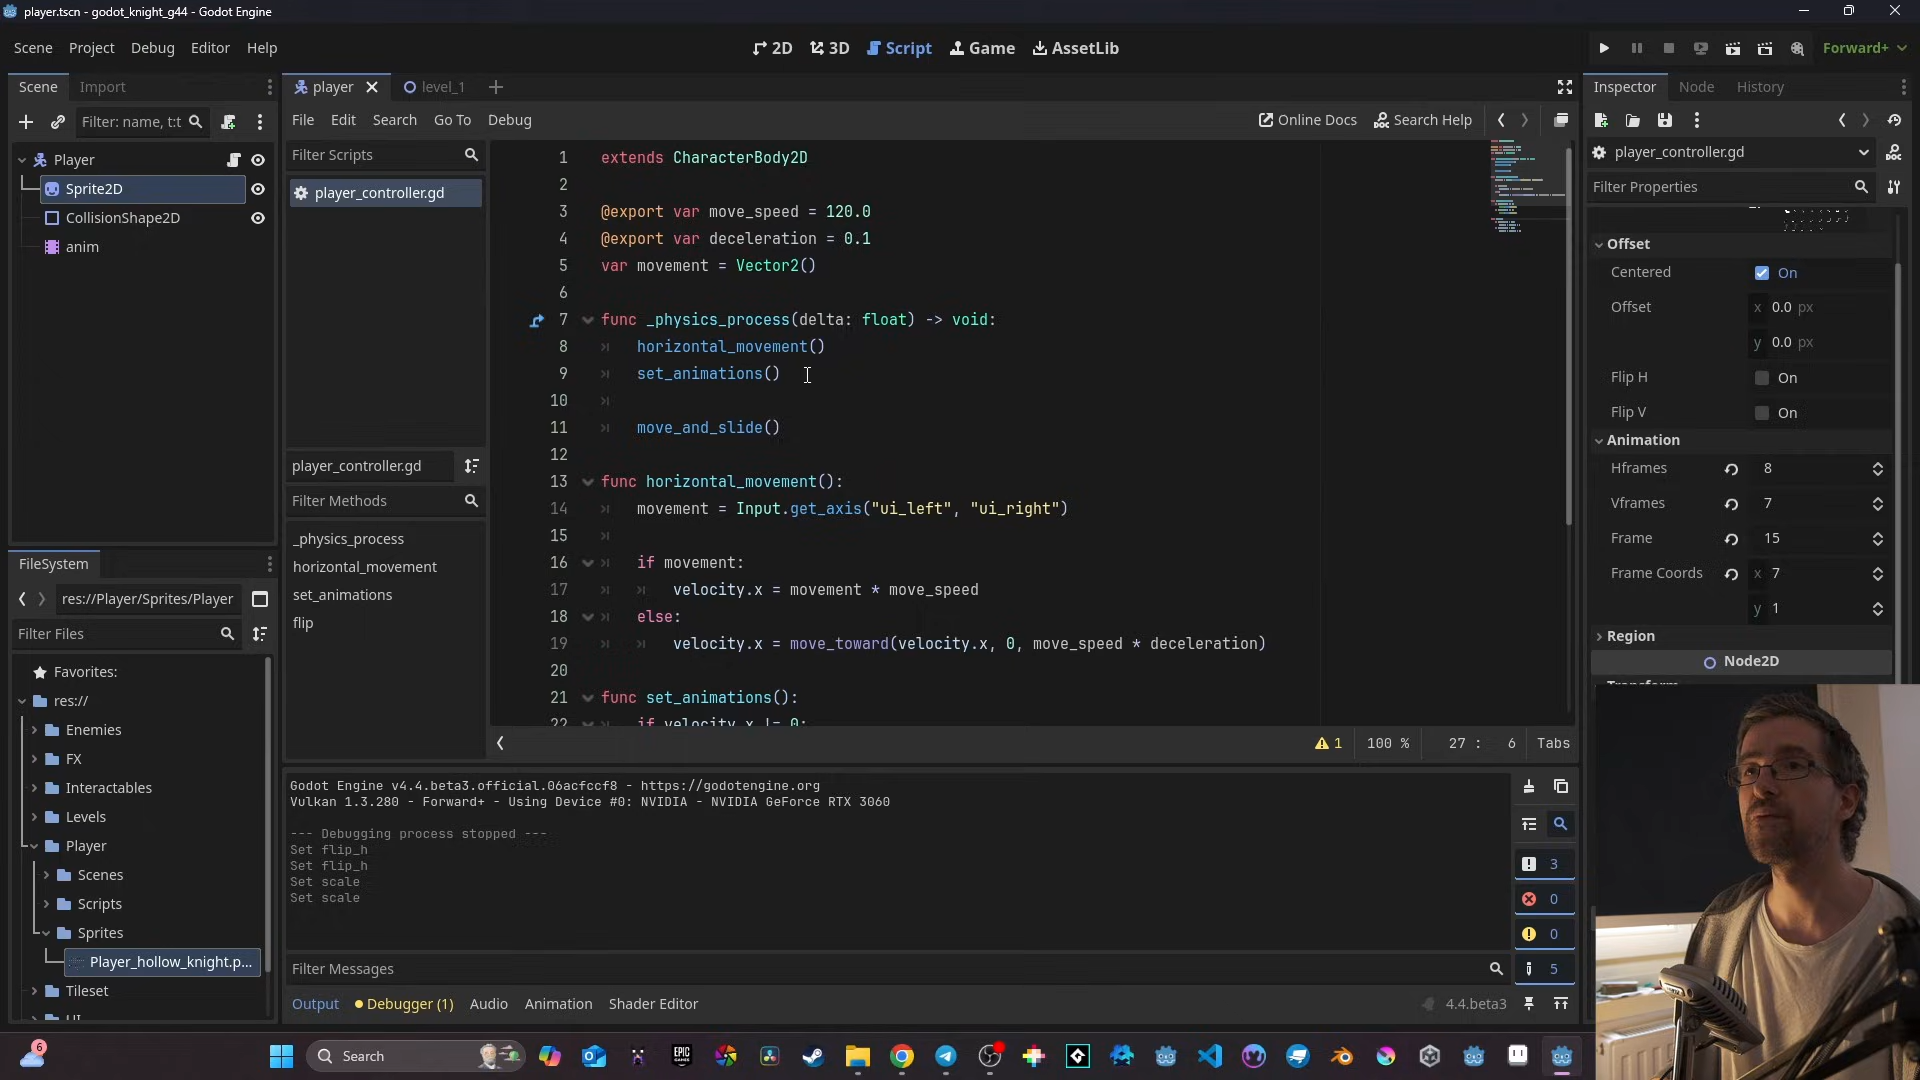 player.tscn - godot_knight_g44 - Godot Engine
Scene Project Debug Editor Help
2D 3D Script Game AssetLib
Forward+
Scene Import
Filter: name, t:t
Player
Sprite2D
CollisionShape2D
anim
FileSystem
res://Player/Sprites/Player
Filter Files
Favorites:
res://
Enemies
FX
Interactables
Levels
Player
Scenes
Scripts
Sprites
Player_hollow_knight.p...
Tileset
UI
player level_1
File Edit Search Go To Debug
Online Docs Search Help
Filter Scripts
player_controller.gd
player_controller.gd
Filter Methods
_physics_process
horizontal_movement
set_animations
flip
1 extends CharacterBody2D
2
3 @export var move_speed = 120.0
4 @export var deceleration = 0.1
5 var movement = Vector2()
6
7 func _physics_process(delta: float) -> void:
8 horizontal_movement()
9 set_animations()
10
11 move_and_slide()
12
13 func horizontal_movement():
14 movement = Input.get_axis("ui_left", "ui_right")
15
16 if movement:
17 velocity.x = movement * move_speed
18 else:
19 velocity.x = move_toward(velocity.x, 0, move_speed * deceleration)
20
21 func set_animations():
22 if velocity.x != 0:
1 100 % 27 : 6 Tabs
Godot Engine v4.4.beta3.official.06acfccf8 - https://godotengine.org
Vulkan 1.3.280 - Forward+ - Using Device #0: NVIDIA - NVIDIA GeForce RTX 3060
--- Debugging process stopped ---
Set flip_h
Set flip_h
Set scale
Set scale
3
0
0
5
Filter Messages
Output Debugger (1) Audio Animation Shader Editor
4.4.beta3
Inspector Node History
player_controller.gd
Filter Properties
Offset
Centered On
Offset x 0.0 px
y 0.0 px
Flip H On
Flip V On
Animation
Hframes 8
Vframes 7
Frame 15
Frame Coords x 7
y 1
Region
Node2D
Transform
6
Search
EPIC GAMES